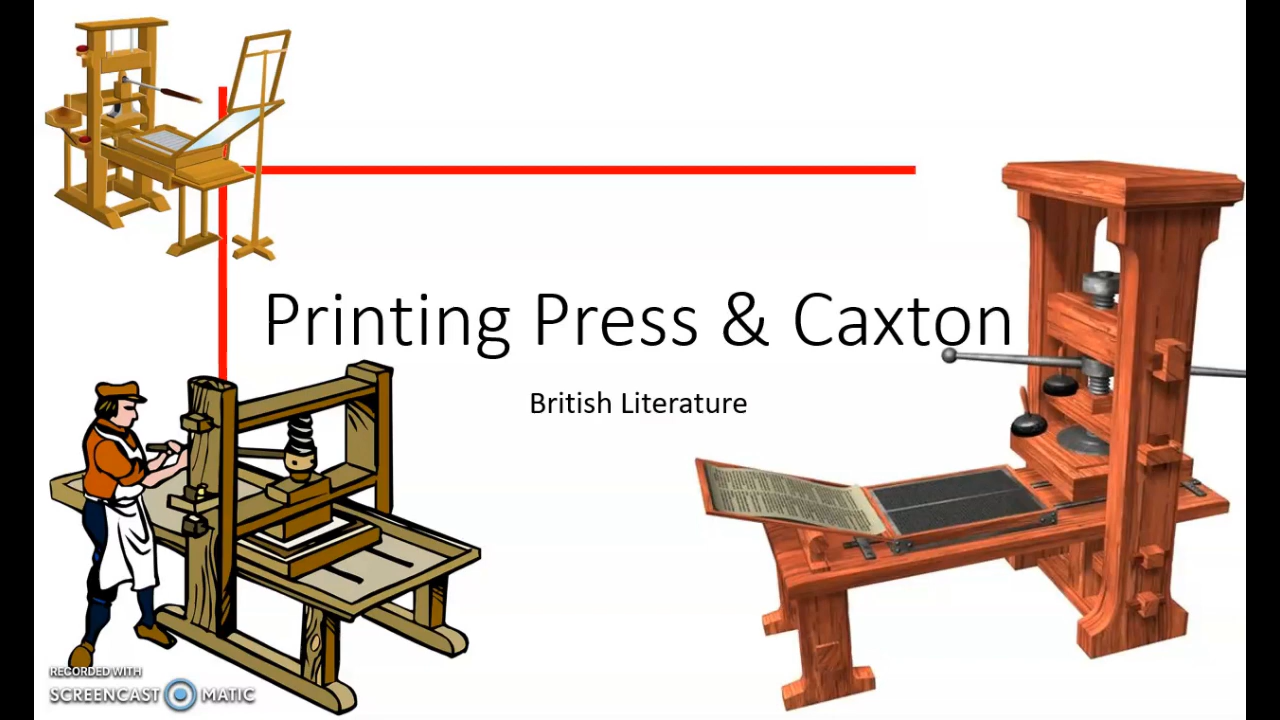 Printing Press & Caxton
British Literature
RECORDED WITH
SCREENCAST MATIC